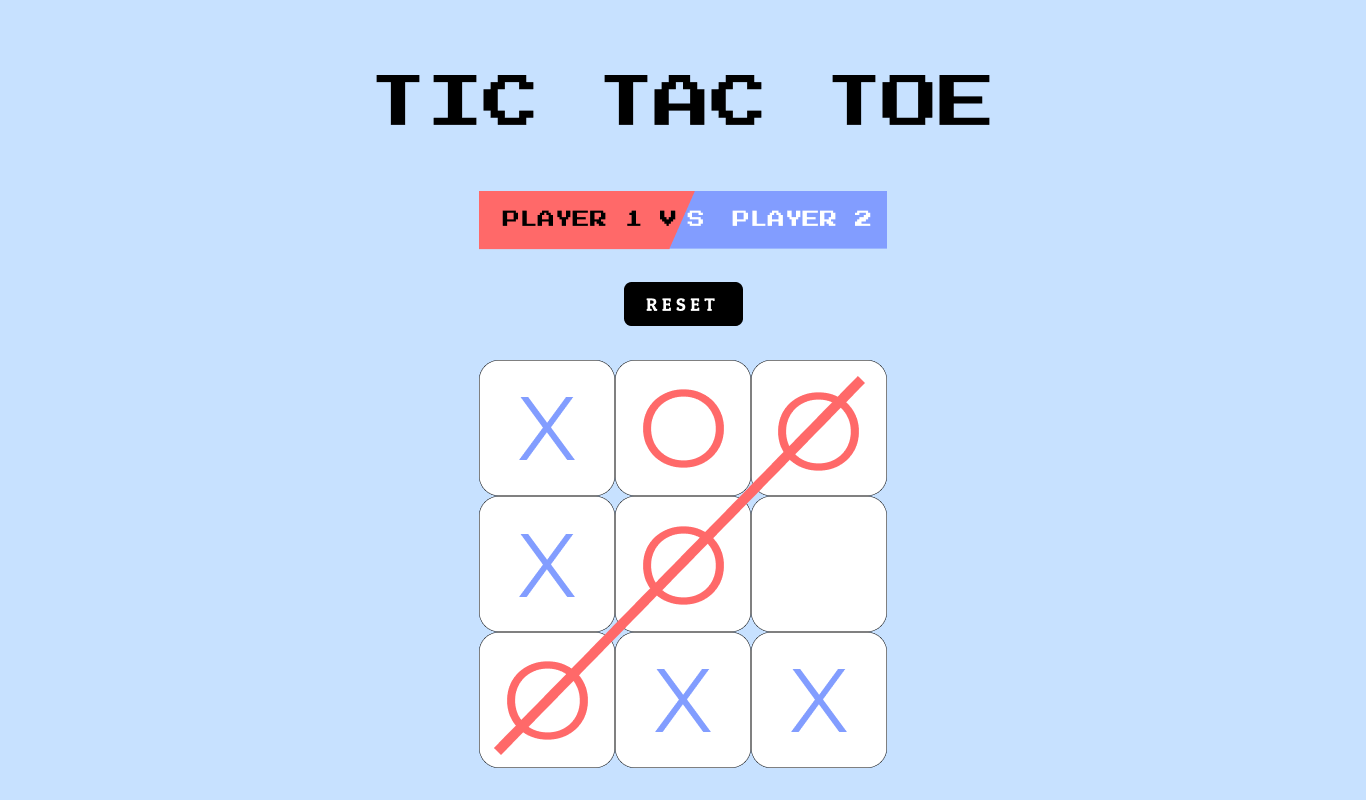 TIC TAC TOE
PLAYER 1 VS PLAYER 2
RESET
X O O
X O
O X X